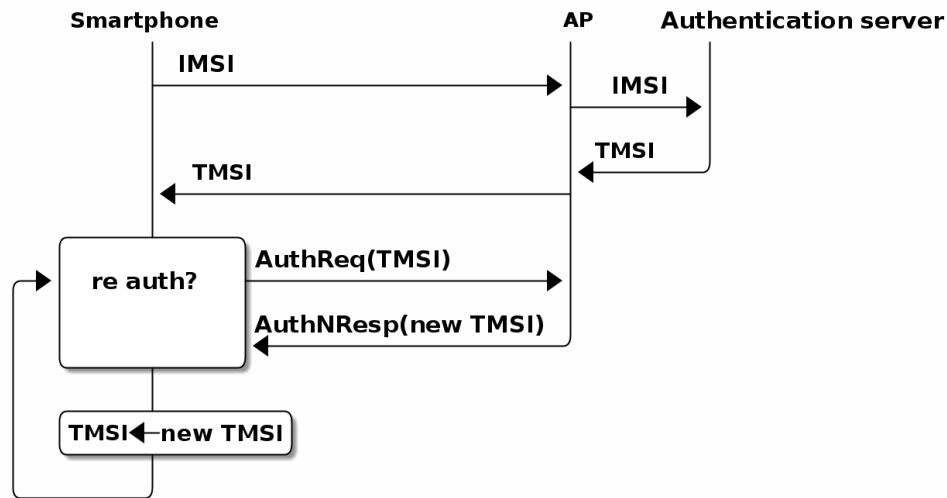 Smartphone
AP
Authentication server
IMSI
IMSI
TMSI
TMSI
re auth?
AuthReq(TMSI)
AuthNResp(new TMSI)
TMSI
new TMSI